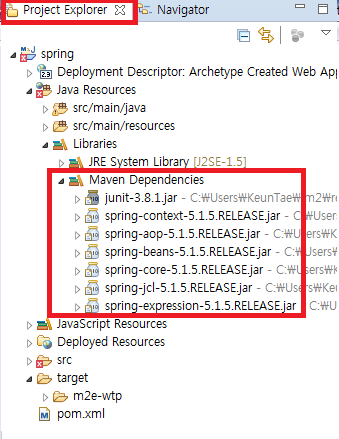 Project Explorer Navigator
spring
Deployment Descriptor: Archetype Created Web App
Java Resources
src/main/java
src/main/resources
Libraries
JRE System Library [J2SE-1.5]
Maven Dependencies
junit-3.8.1.jar - C:₩Users₩KeunTae₩.m2₩re
spring-context-5.1.5.RELEASE.jar - C:₩
spring-aop-5.1.5.RELEASE.jar - C:₩Users
spring-beans-5.1.5.RELEASE.jar - C:₩Us
spring-core-5.1.5.RELEASE.jar - C:₩User
spring-jcl-5.1.5.RELEASE.jar - C:₩Users₩
spring-expression-5.1.5.RELEASE.jar - C
JavaScript Resources
Deployed Resources
src
target
m2e-wtp
pom.xml